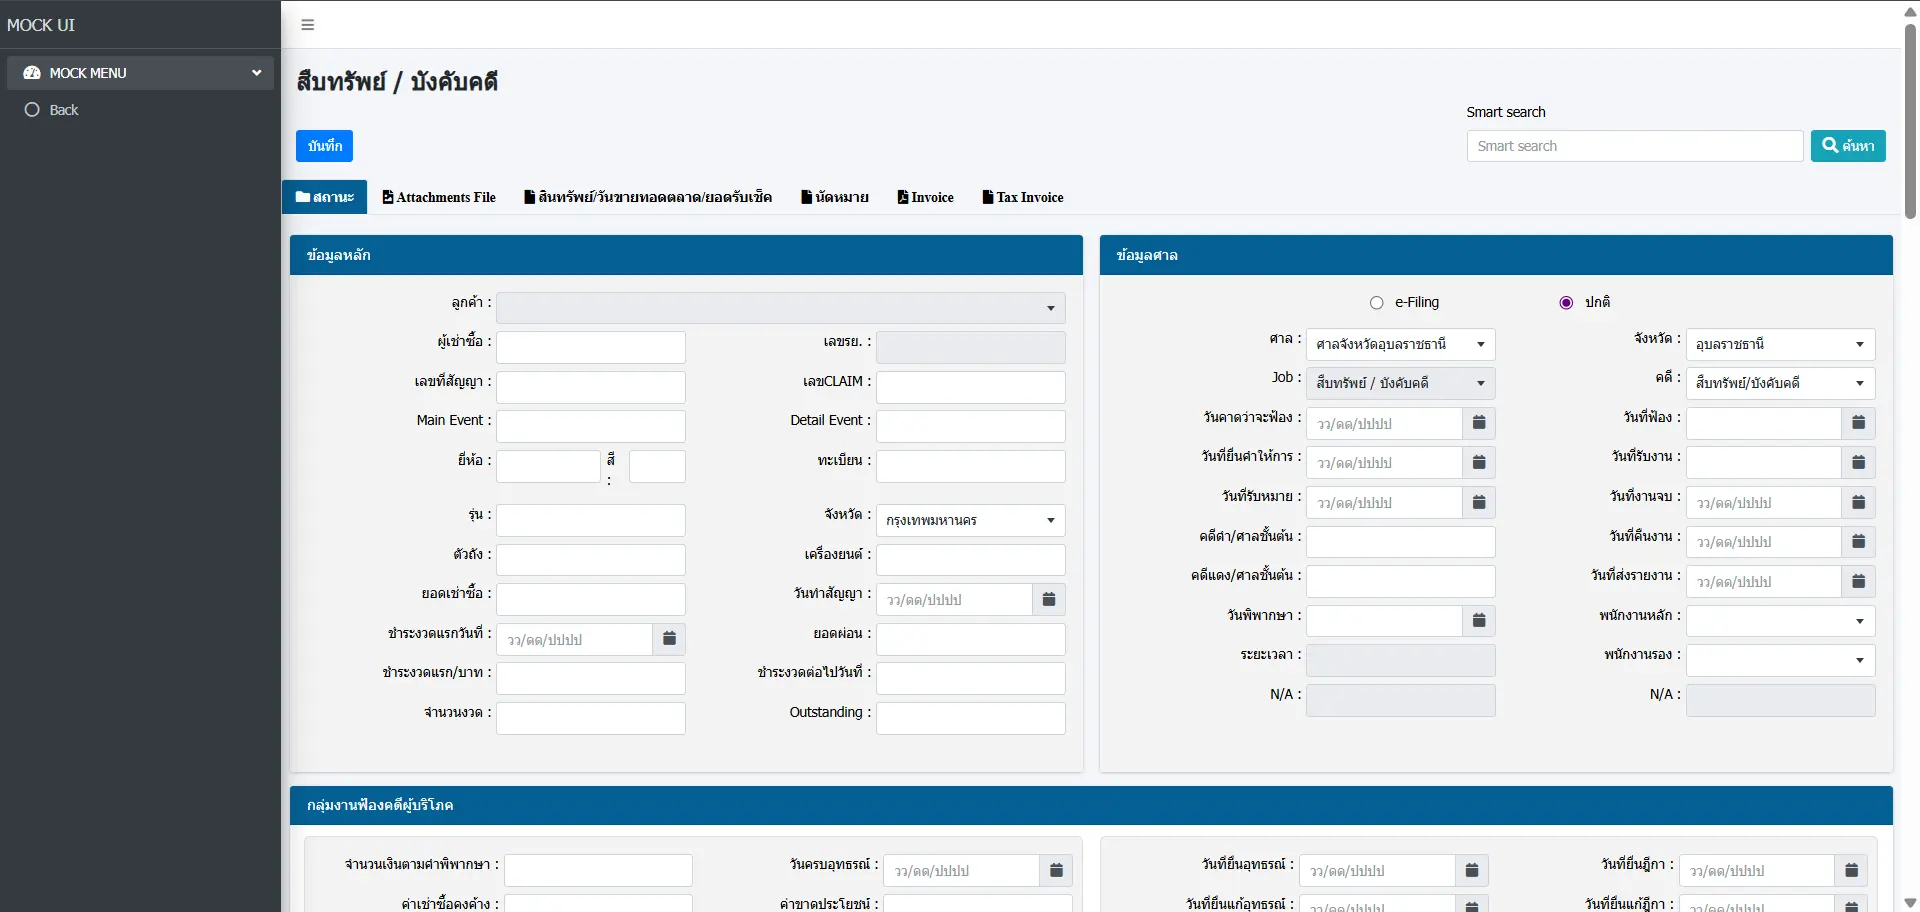 MOCK UI
MOCK MENU
Back
สืบทรัพย์ / บังคับคดี
Smart search
บันทึก
Smart search
ค้นหา
สถานะ
Attachments File
สินทรัพย์/วันขายทอดตลาด/ยอดรับเช็ค
นัดหมาย
Invoice
Tax Invoice
ข้อมูลหลัก
ลูกค้า :
ผู้เช่าซื้อ :
เลขรย. :
เลขที่สัญญา :
เลขCLAIM :
Main Event :
Detail Event :
ยี่ห้อ :
สี :
ทะเบียน :
รุ่น :
จังหวัด : กรุงเทพมหานคร
ตัวถัง :
เครื่องยนต์ :
ยอดเช่าซื้อ :
วันทำสัญญา : วว/ดด/ปปปป
ชำระงวดแรกวันที่ : วว/ดด/ปปปป
ยอดผ่อน :
ชำระงวดแรก/บาท :
ชำระงวดต่อไปวันที่ :
จำนวนงวด :
Outstanding :
ข้อมูลศาล
e-Filing
ปกติ
ศาล : ศาลจังหวัดอุบลราชธานี
จังหวัด : อุบลราชธานี
Job : สืบทรัพย์ / บังคับคดี
คดี : สืบทรัพย์/บังคับคดี
วันคาดว่าจะฟ้อง : วว/ดด/ปปปป
วันที่ฟ้อง :
วันที่ยื่นคำให้การ : วว/ดด/ปปปป
วันที่รับงาน :
วันที่รับหมาย : วว/ดด/ปปปป
วันที่งานจบ : วว/ดด/ปปปป
คดีดำ/ศาลชั้นต้น :
วันที่คืนงาน : วว/ดด/ปปปป
คดีแดง/ศาลชั้นต้น :
วันที่ส่งรายงาน : วว/ดด/ปปปป
วันพิพากษา :
พนักงานหลัก :
ระยะเวลา :
พนักงานรอง :
N/A :
N/A :
กลุ่มงานฟ้องคดีผู้บริโภค
จำนวนเงินตามคำพิพากษา :
วันครบอุทธรณ์ : วว/ดด/ปปปป
วันที่ยื่นอุทธรณ์ : วว/ดด/ปปปป
วันที่ยื่นฎีกา : วว/ดด/ปปปป
ค่าเช่าซื้อคงค้าง :
ค่าขาดประโยชน์ :
วันที่ยื่นแก้อุทธรณ์ : วว/ดด/ปปปป
วันที่ยื่นแก้ฎีกา : วว/ดด/ปปปป